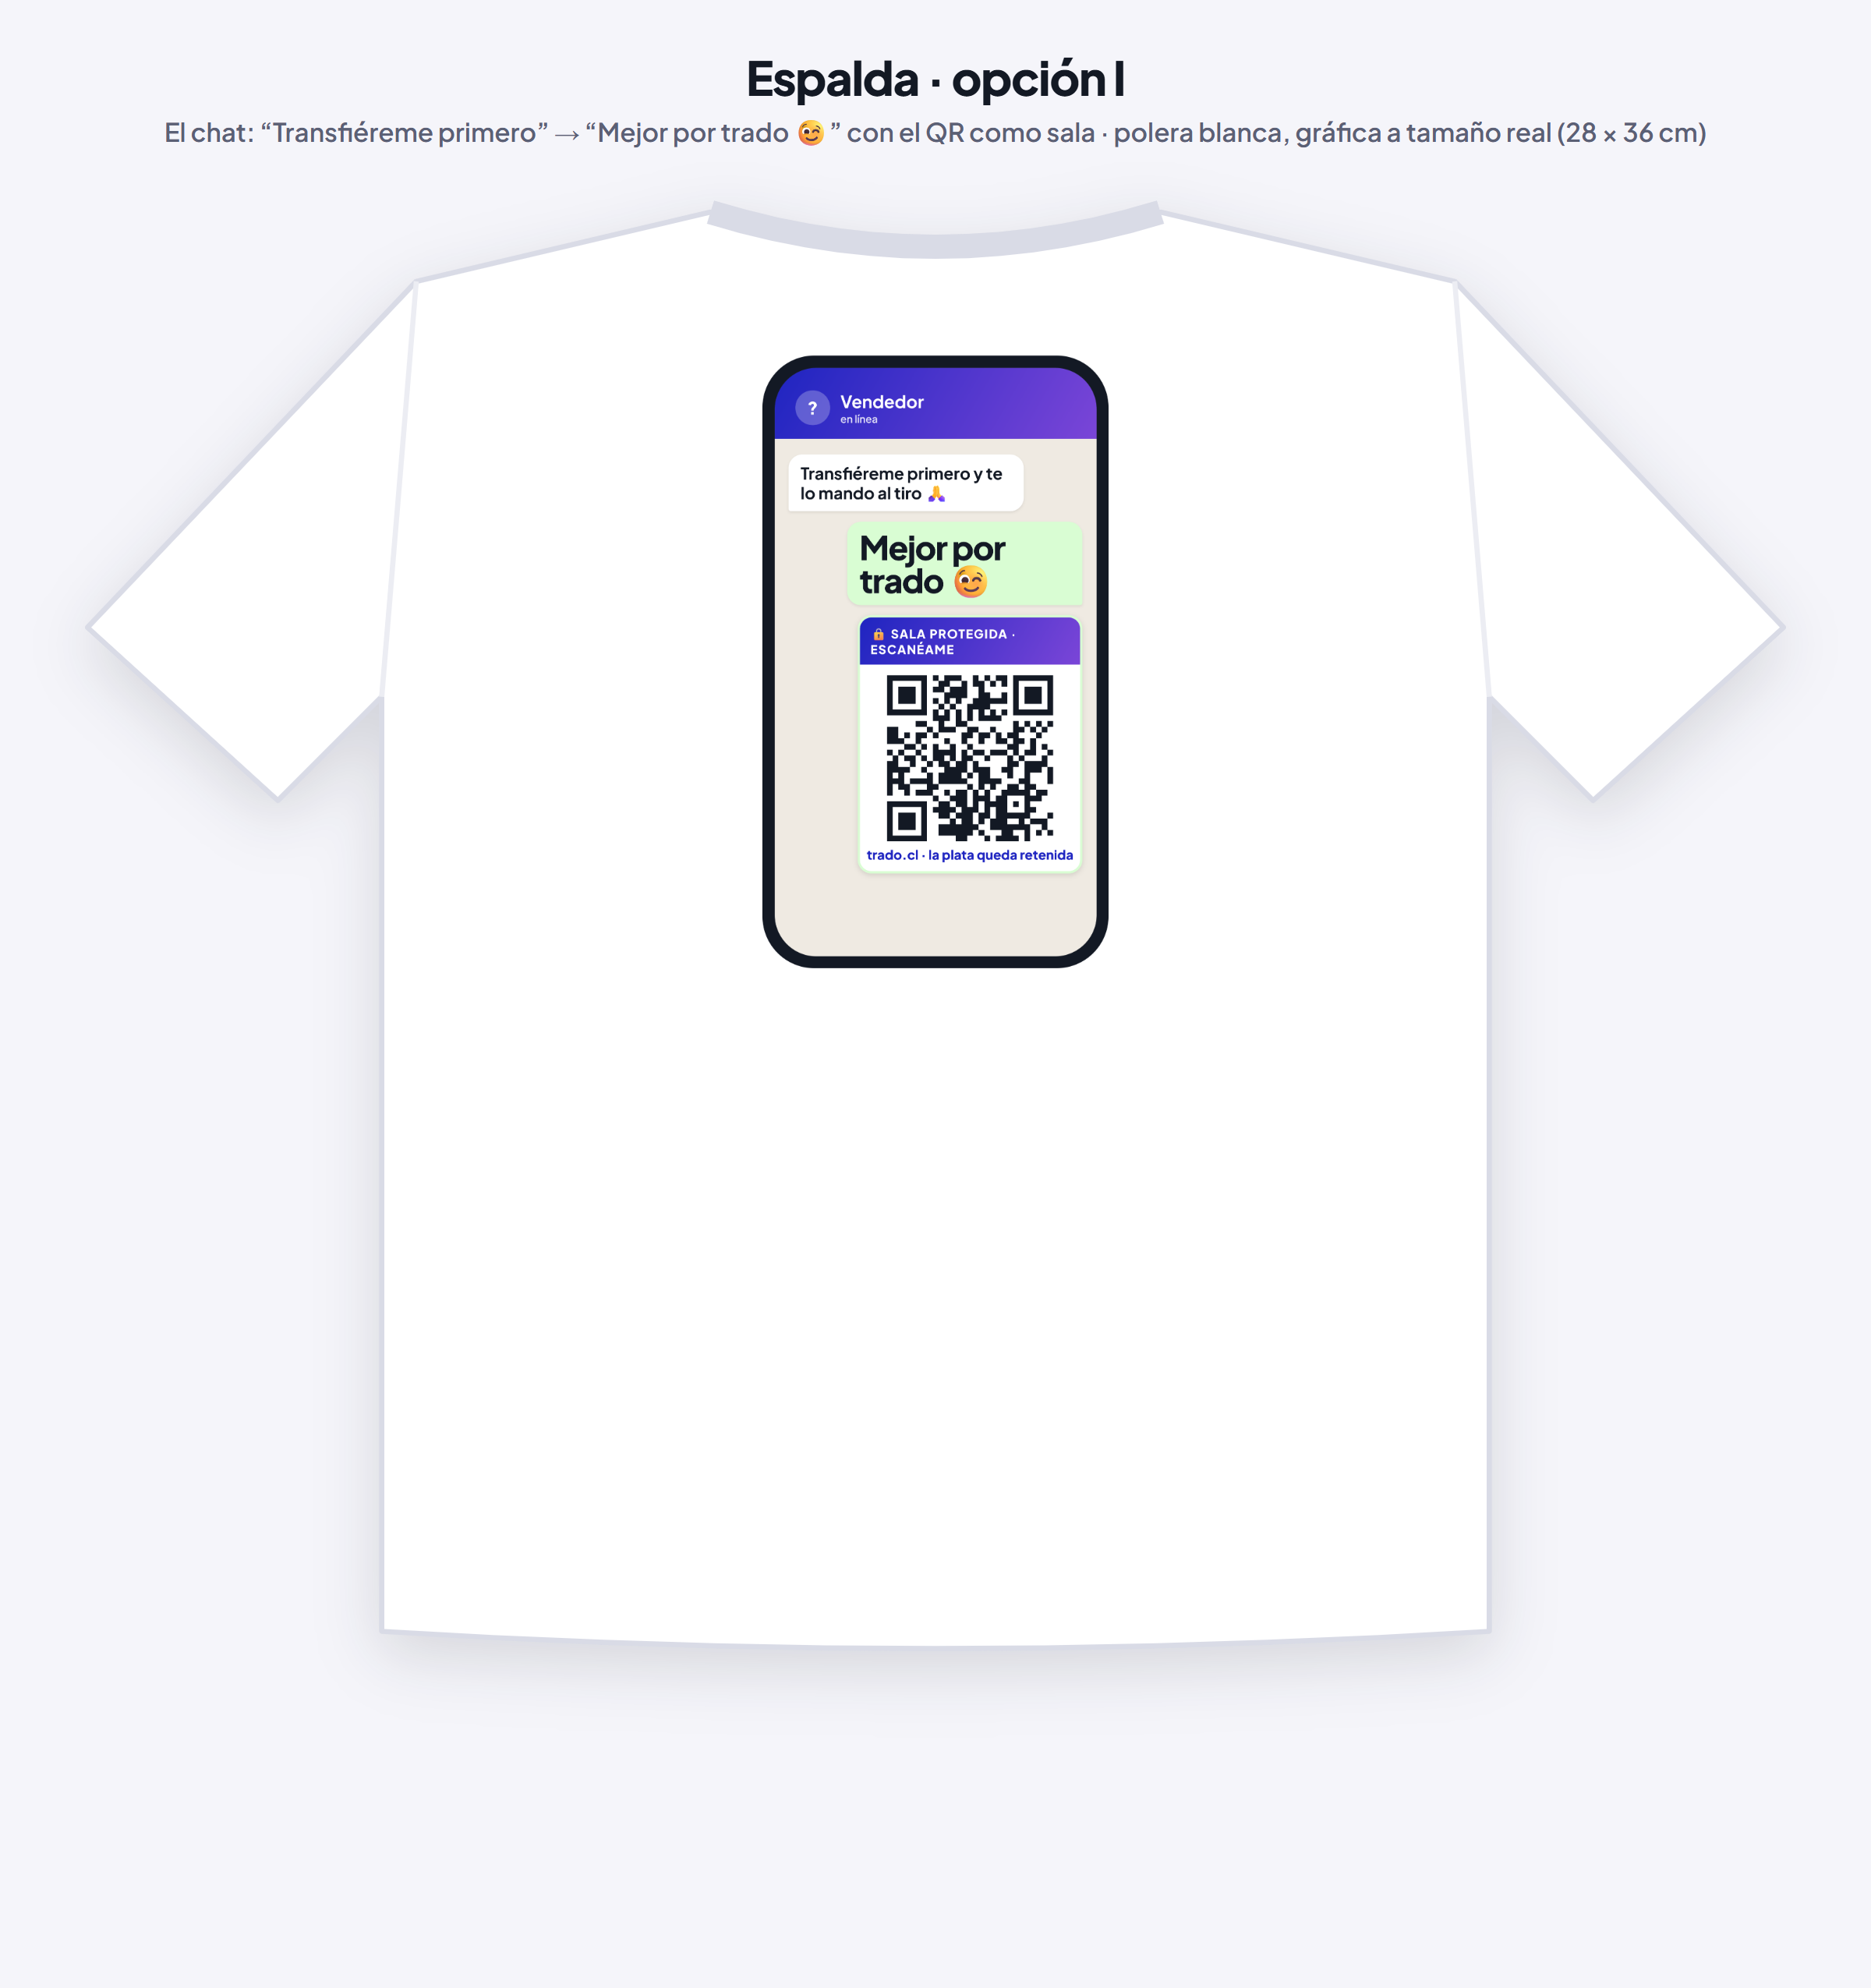 Espalda · opción I
El chat: “Transfiéreme primero” → “Mejor por trado 😉 ” con el QR como sala · polera blanca, gráfica a tamaño real (28 × 36 cm)
?
Vendedor
en línea
Transfiéreme primero y te
lo mando al tiro 🙏
Mejor por
trado 😉
🔒 SALA PROTEGIDA ·
ESCANÉAME
trado.cl · la plata queda retenida